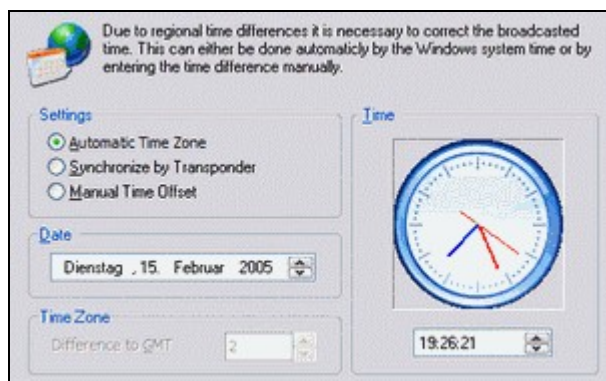 Due to regional time differences it is necessary to correct the broadcasted
time. This can either be done automaticly by the Windows system time or by
entering the time difference manually.
Settings
Automatic Time Zone
Synchronize by Transponder
Manual Time Offset
Date
Dienstag , 15. Februar 2005
Time Zone
Difference to GMT 2
Time
19:26:21